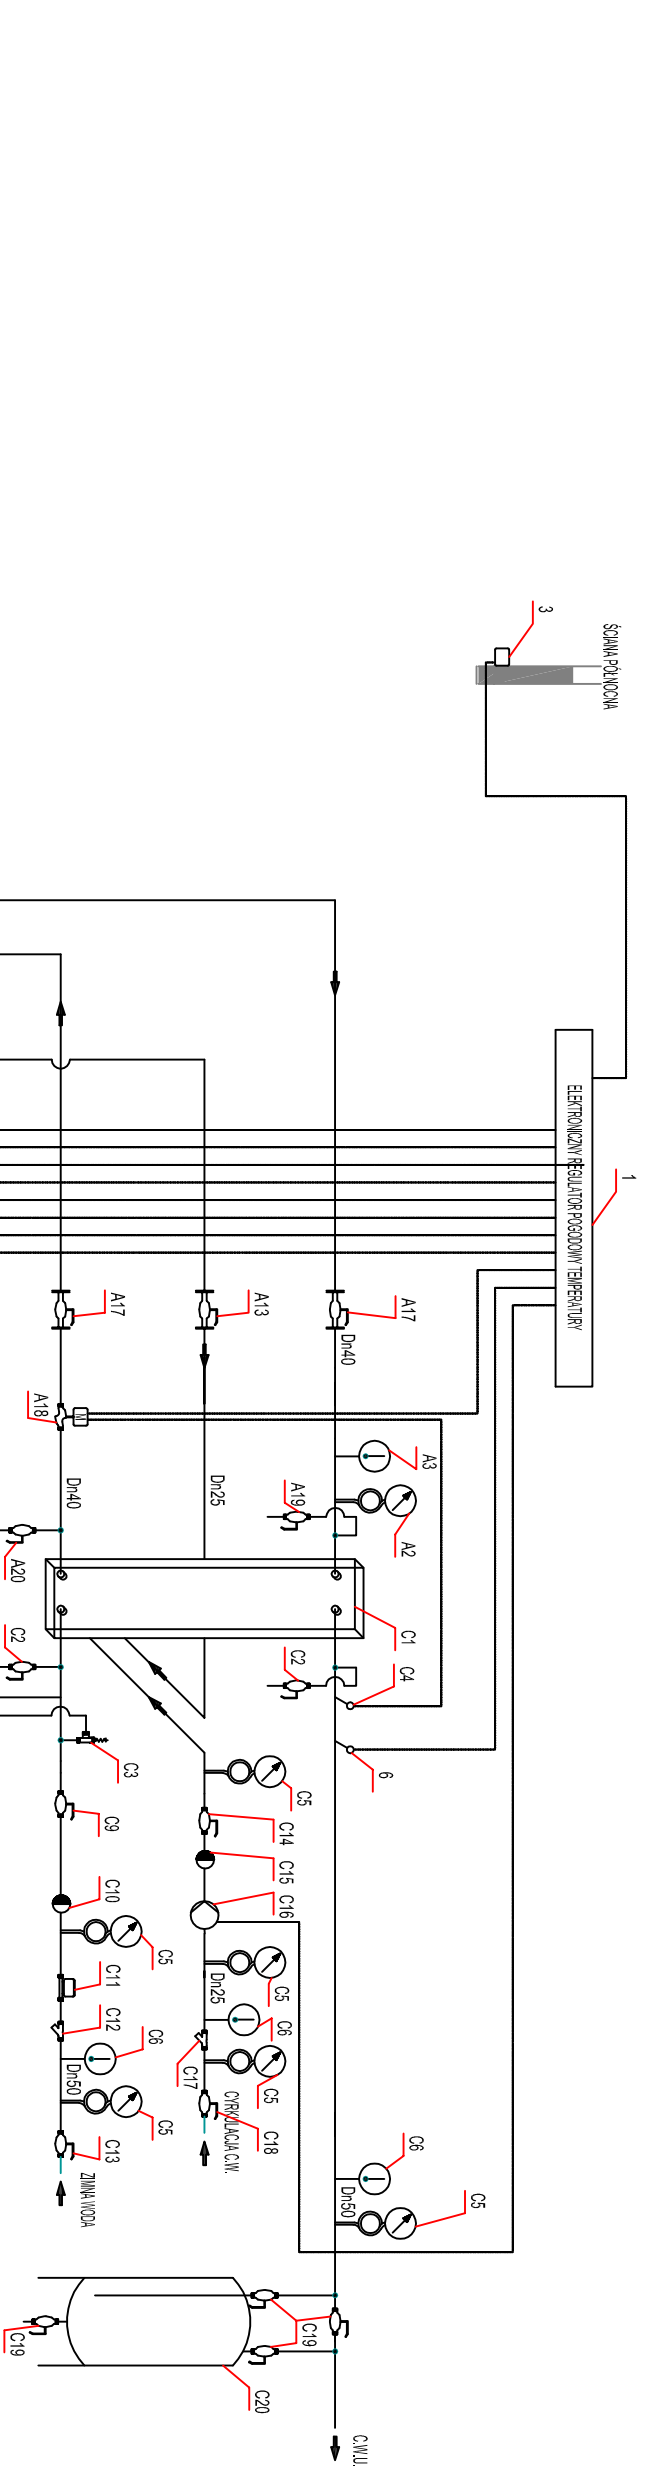 3
ŚCIANA PÓŁNOCNA
1
ELEKTRONICZNY REGULATOR POGODOWY TEMPERATURY
A17
A13
A17
Dn40
A18
M
Dn40
Dn25
A3
A2
A19
A20
C1
C2
C2
C4
6
C3
C5
C9
C14
C15
C10
C16
C5
C5
C11
Dn25
C12
C6
C6
C5
C17
Dn50
C5
C18
C13
CYRKULACJA C.W.
ZIMNA WODA
C6
C5
Dn50
C19
C19
C20
C.W.U.